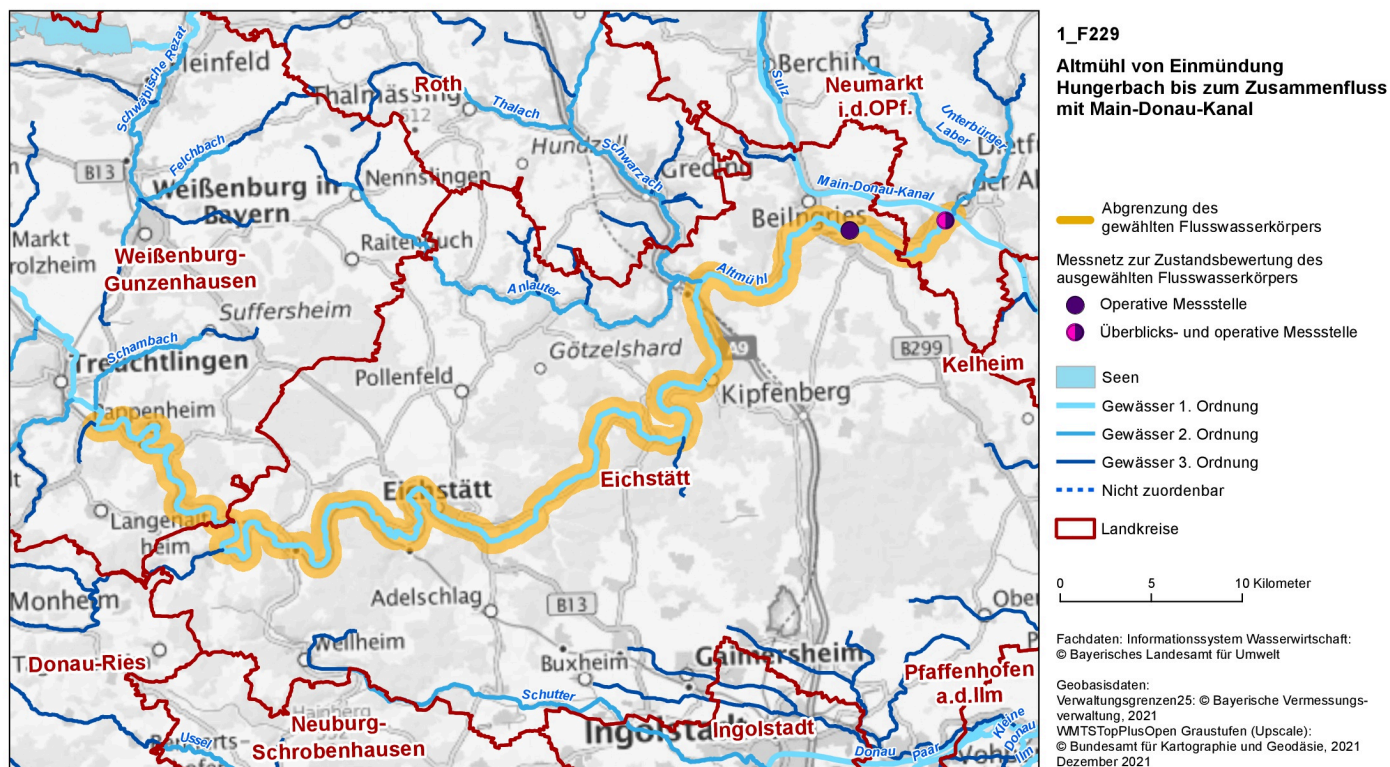 1_F229
Altmühl von Einmündung
Hungerbach bis zum Zusammenfluss
mit Main-Donau-Kanal
Abgrenzung des
gewählten Flusswasserkörpers
Messnetz zur Zustandsbewertung des
ausgewählten Flusswasserkörpers
Operative Messstelle
Überblicks- und operative Messstelle
Seen
Gewässer 1. Ordnung
Gewässer 2. Ordnung
Gewässer 3. Ordnung
Nicht zuordenbar
Landkreise
0 5 10 Kilometer
Fachdaten: Informationssystem Wasserwirtschaft:
© Bayerisches Landesamt für Umwelt
Geobasisdaten:
Verwaltungsgrenzen25: © Bayerische Vermessungs-
verwaltung, 2021
WMTSTopPlusOpen Graustufen (Upscale):
© Bundesamt für Kartographie und Geodäsie, 2021
Dezember 2021
Schwäbische Rezat
Roth
Thalmässing
Thalach
Hundzell
Sulz
Berching
Neumarkt
i.d.OPf.
Unterbürger
Laber
Felchbach
B13
Weißenburg in
Bayern
Nennslingen
Schwarzach
Greding
Main-Donau-Kanal
Beilngries
Markt
Weißenburg-
Gunzenhausen
Raitenbuch
Anlauter
Altmühl
Suffersheim
Schambach
Treuchtlingen
Götzelshard
B299
Kelheim
Pollenfeld
Kipfenberg
Pappenheim
Eichstätt
Eichstätt
Langenalt
heim
Adelschlag
B13
Monheim
Donau-Ries
Wellheim
Buxheim
Gaimersheim
Pfaffenhofen
a.d.Ilm
Schutter
Neuburg-
Schrobenhausen
Ingolstadt
Ingolstadt
Ussel
Donau
Paar
Kleine
Donau
Ilm